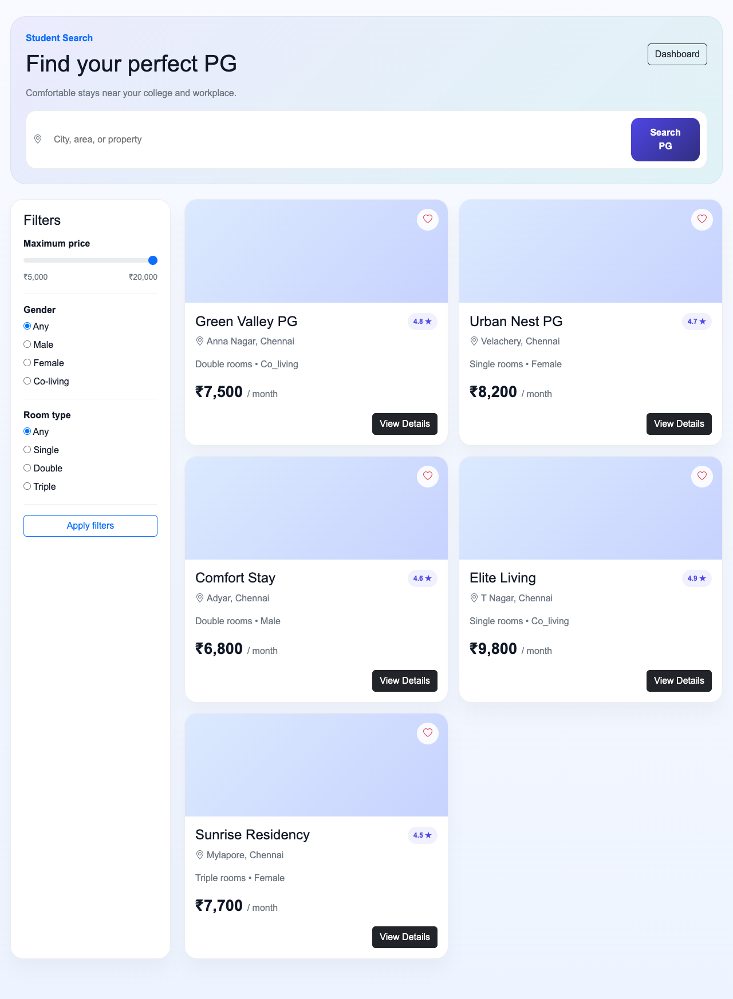 Student Search
Find your perfect PG
Dashboard
Comfortable stays near your college and workplace.
City, area, or property
Search
PG
Filters
Maximum price
₹5,000 ₹20,000
Gender
Any
Male
Female
Co-living
Room type
Any
Single
Double
Triple
Apply filters
Green Valley PG 4.8 ★
Anna Nagar, Chennai
Double rooms • Co_living
₹7,500 / month
View Details
Urban Nest PG 4.7 ★
Velachery, Chennai
Single rooms • Female
₹8,200 / month
View Details
Comfort Stay 4.6 ★
Adyar, Chennai
Double rooms • Male
₹6,800 / month
View Details
Elite Living 4.9 ★
T Nagar, Chennai
Single rooms • Co_living
₹9,800 / month
View Details
Sunrise Residency 4.5 ★
Mylapore, Chennai
Triple rooms • Female
₹7,700 / month
View Details